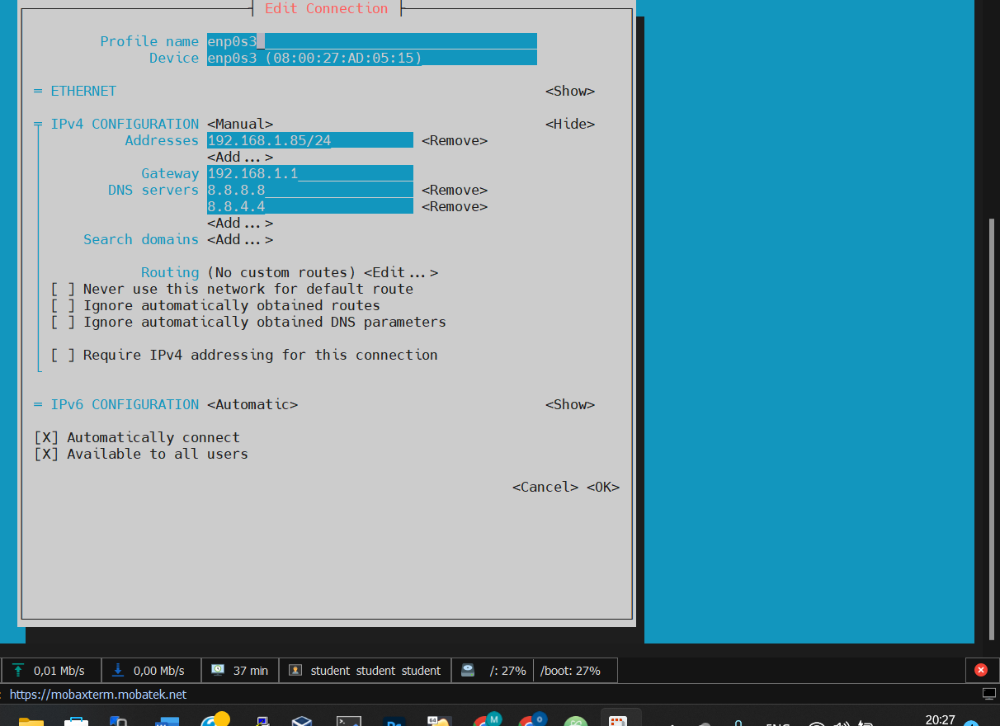 Edit Connection
Profile name enp0s3
Device enp0s3 (08:00:27:AD:05:15)
= ETHERNET <Show>
= IPv4 CONFIGURATION <Manual> <Hide>
Addresses 192.168.1.85/24 <Remove>
<Add...>
Gateway 192.168.1.1
DNS servers 8.8.8.8 <Remove>
8.8.4.4 <Remove>
<Add...>
Search domains <Add...>
Routing (No custom routes) <Edit...>
[ ] Never use this network for default route
[ ] Ignore automatically obtained routes
[ ] Ignore automatically obtained DNS parameters
[ ] Require IPv4 addressing for this connection
= IPv6 CONFIGURATION <Automatic> <Show>
[X] Automatically connect
[X] Available to all users
<Cancel> <OK>
0,01 Mb/s 0,00 Mb/s 37 min student student student /: 27% /boot: 27%
https://mobaxterm.mobatek.net
64 M O 20:27